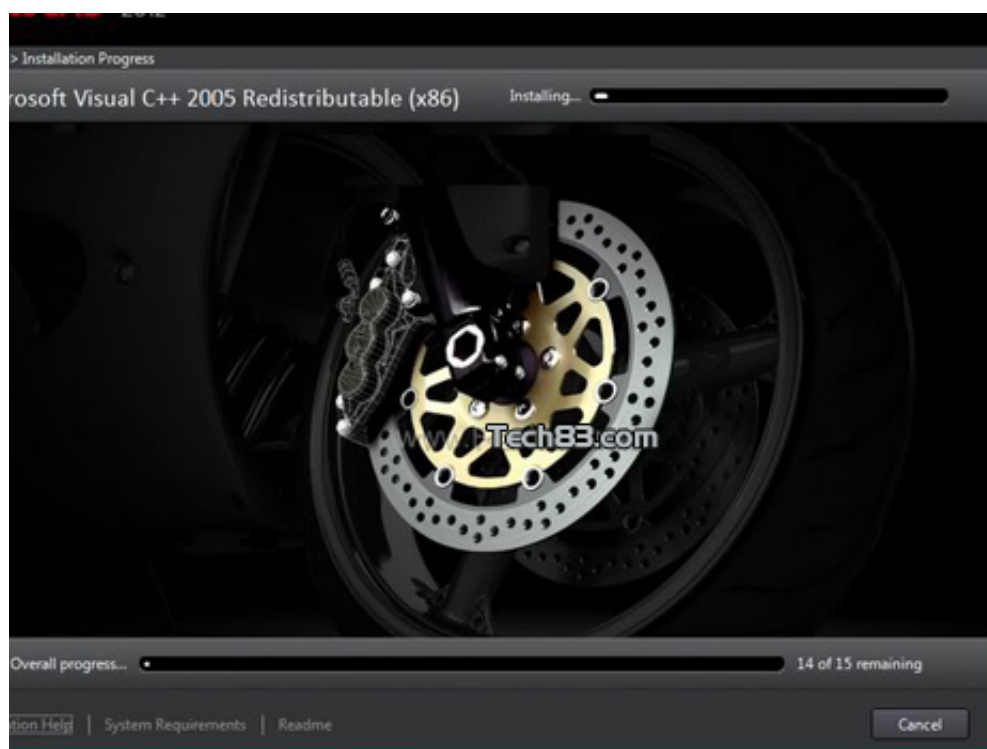 2012
> Installation Progress
rosoft Visual C++ 2005 Redistributable (x86) Installing...
Tech83.com
Overall progress... 14 of 15 remaining
tion Help | System Requirements | Readme Cancel